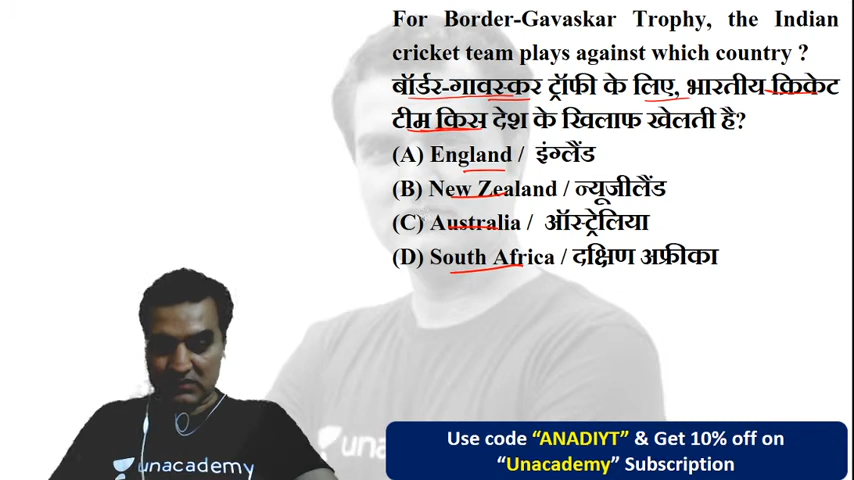 For Border-Gavaskar Trophy, the Indian
cricket team plays against which country ?
बॉर्डर-गावस्कर ट्रॉफी के लिए, भारतीय क्रिकेट
टीम किस देश के खिलाफ खेलती है?
(A) England / इंग्लैंड
(B) New Zealand / न्यूजीलैंड
(C) Australia / ऑस्ट्रेलिया
(D) South Africa / दक्षिण अफ्रीका
unacademy
una
Use code “ANADIYT” & Get 10% off on
“Unacademy” Subscription